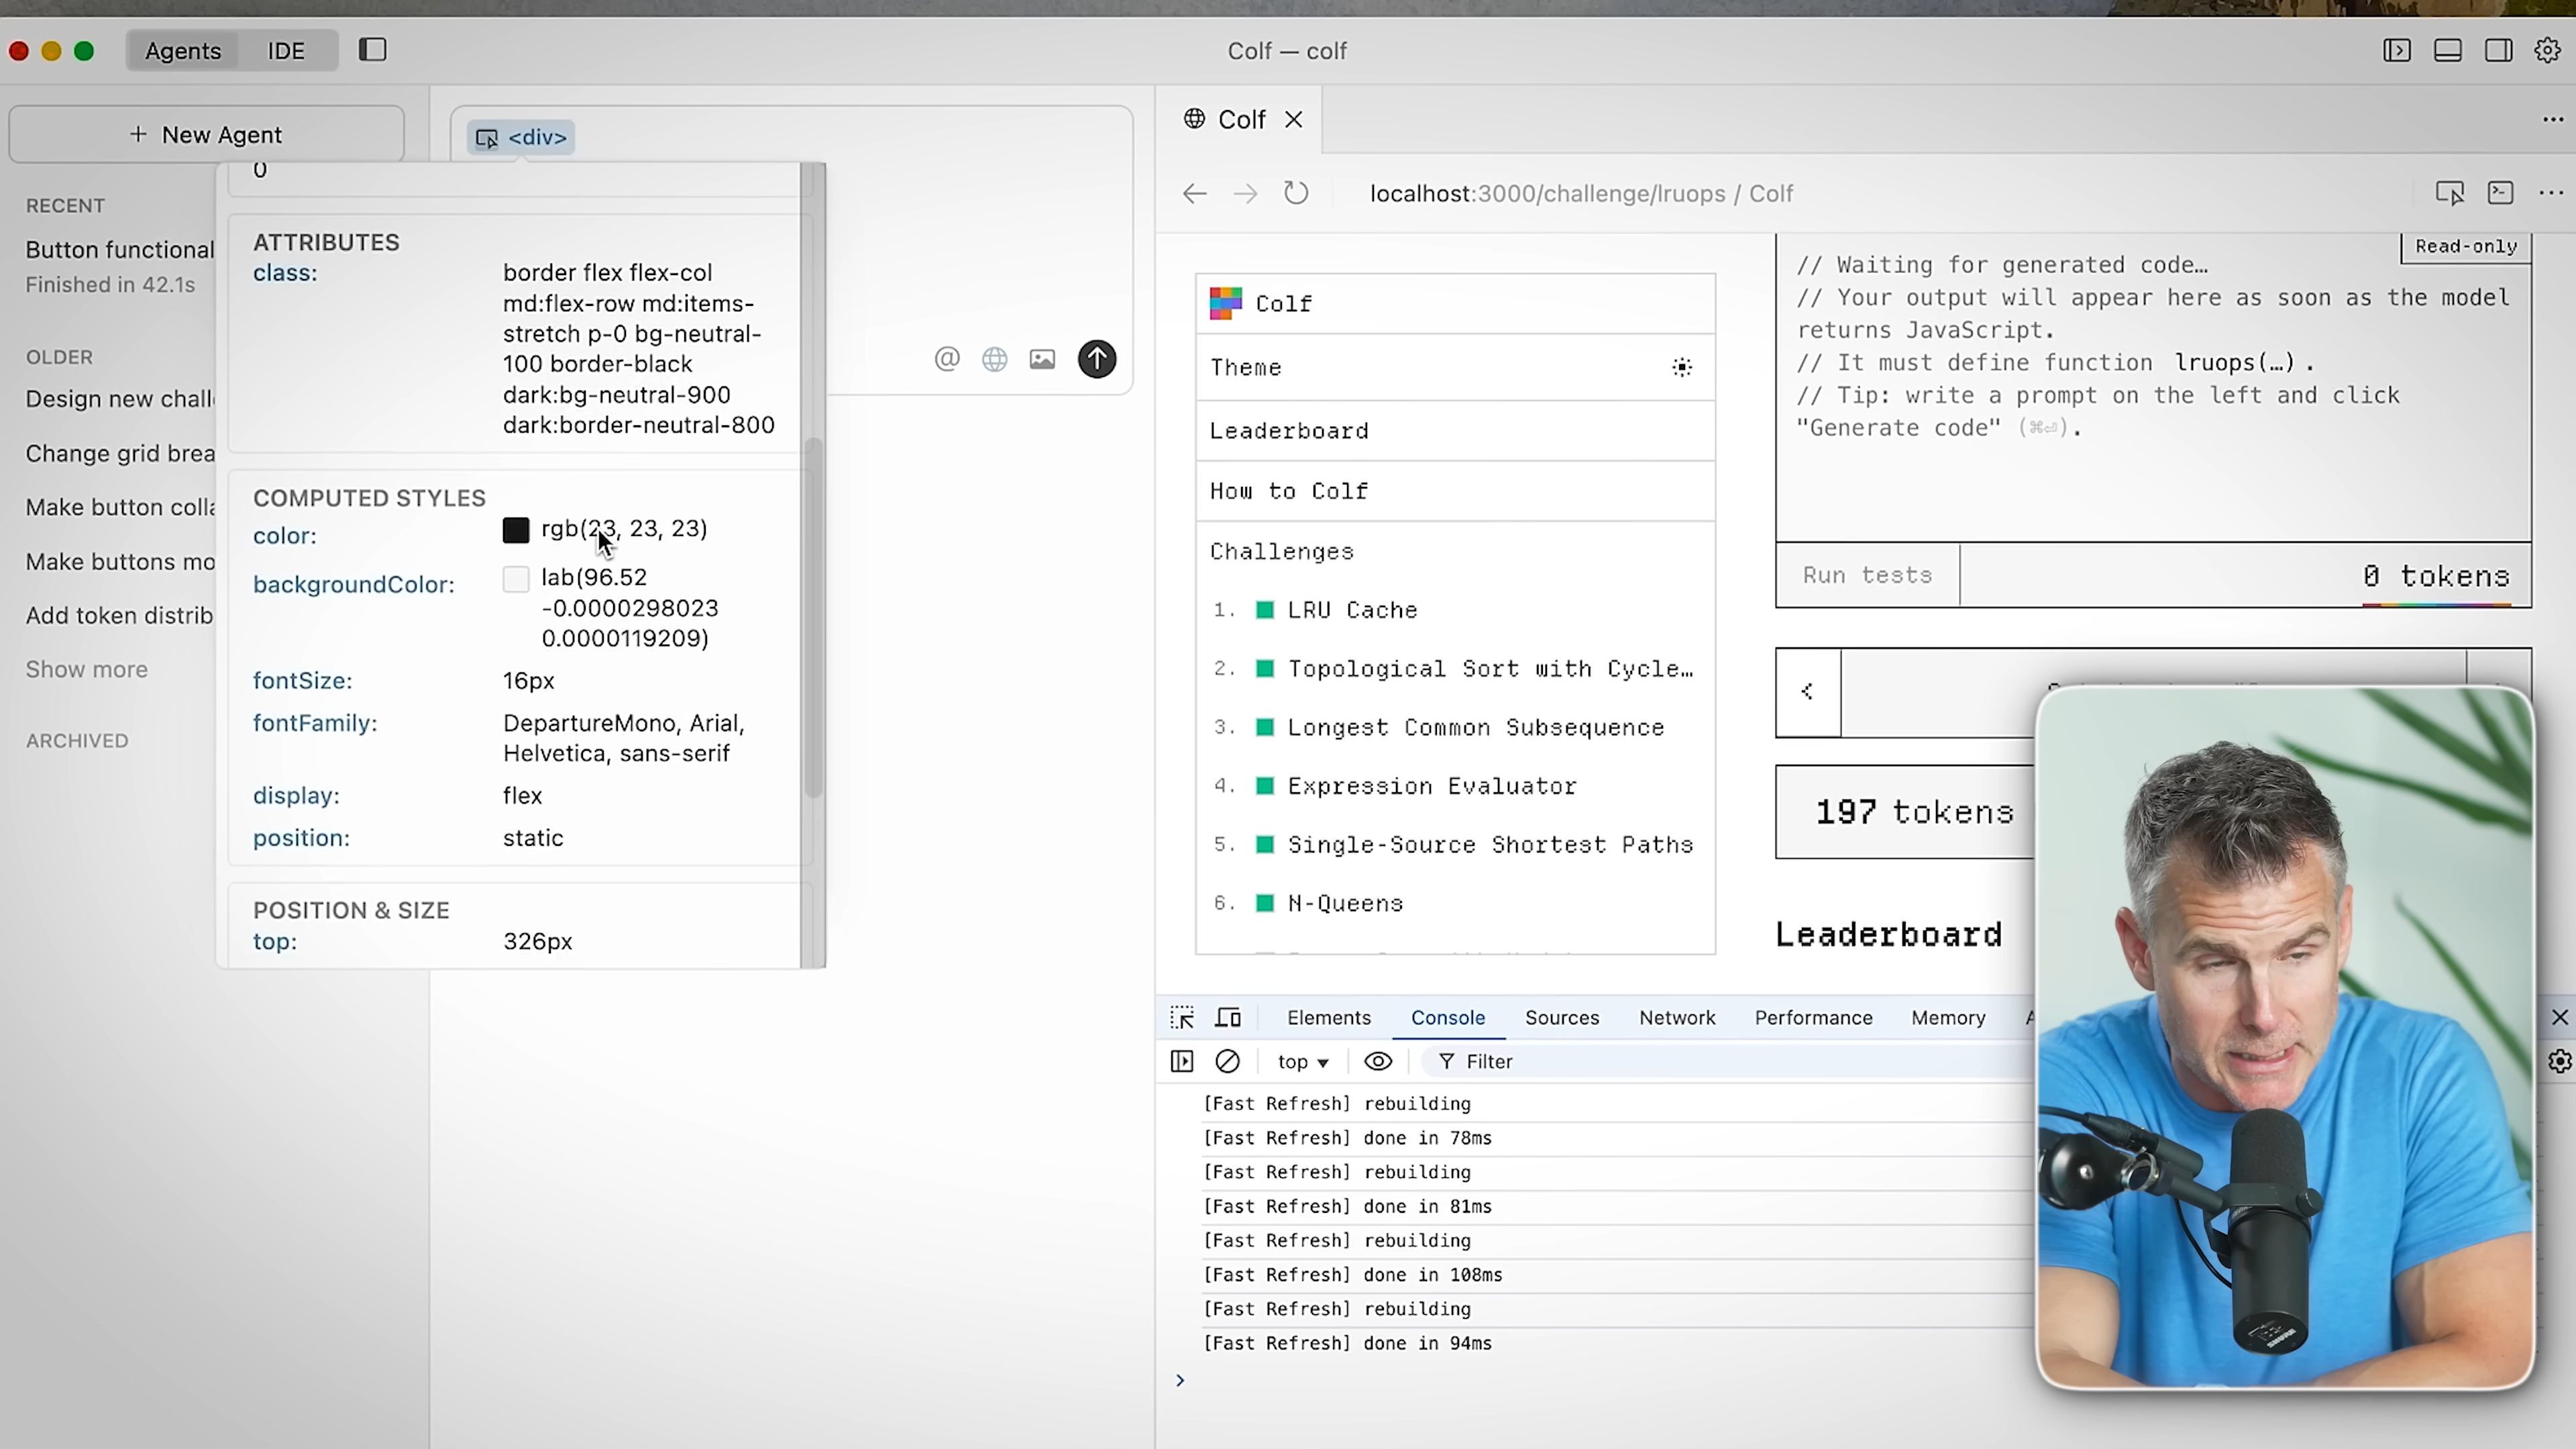 Agents
IDE
Colf — colf
New Agent
RECENT
Button functional
Finished in 42.1s
OLDER
Design new chall
Change grid brea
Make button colla
Make buttons mo
Add token distrib
Show more
ARCHIVED
<div>
0
ATTRIBUTES
class:
border flex flex-col
md:flex-row md:items-
stretch p-0 bg-neutral-
100 border-black
dark:bg-neutral-900
dark:border-neutral-800
COMPUTED STYLES
color:
rgb(23, 23, 23)
backgroundColor:
lab(96.52
-0.0000298023
0.0000119209)
fontSize:
16px
fontFamily:
DepartureMono, Arial,
Helvetica, sans-serif
display:
flex
position:
static
POSITION & SIZE
top:
326px
@
Colf
localhost:3000/challenge/lruops / Colf
Colf
Theme
Leaderboard
How to Colf
Challenges
1. LRU Cache
2. Topological Sort with Cycle…
3. Longest Common Subsequence
4. Expression Evaluator
5. Single-Source Shortest Paths
6. N-Queens
Read-only
// Waiting for generated code…
// Your output will appear here as soon as the model
returns JavaScript.
// It must define function lruops(…) .
// Tip: write a prompt on the left and click
"Generate code" (⌘⏎).
Run tests
0 tokens
<
197 tokens
Leaderboard
Elements
Console
Sources
Network
Performance
Memory
top
Filter
[Fast Refresh] rebuilding
[Fast Refresh] done in 78ms
[Fast Refresh] rebuilding
[Fast Refresh] done in 81ms
[Fast Refresh] rebuilding
[Fast Refresh] done in 108ms
[Fast Refresh] rebuilding
[Fast Refresh] done in 94ms
>
SHURE